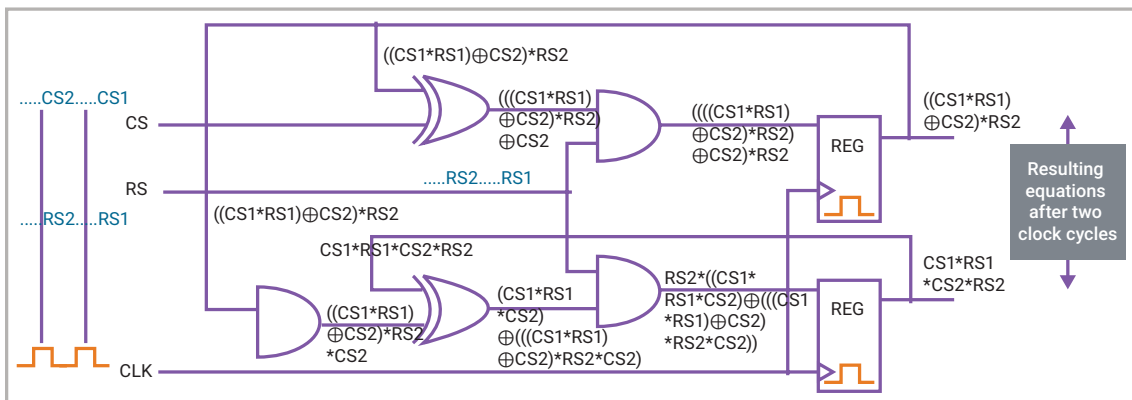 ((CS1*RS1)⊕CS2)*RS2
.....CS2.....CS1
CS
(((CS1*RS1)
⊕CS2)*RS2)
⊕CS2
((((CS1*RS1)
⊕CS2)*RS2)
⊕CS2)*RS2
REG
((CS1*RS1)
⊕CS2)*RS2
RS
.....RS2.....RS1
.....RS2.....RS1
((CS1*RS1)⊕CS2)*RS2
Resulting
equations
after two
clock cycles
CS1*RS1*CS2*RS2
((CS1*RS1)
⊕CS2)*RS2
*CS2
(CS1*RS1
*CS2)
⊕(((CS1*RS1)
⊕CS2)*RS2*CS2)
RS2*((CS1*
RS1*CS2)⊕(((CS1
*RS1)⊕CS2)
*RS2*CS2))
REG
CS1*RS1
*CS2*RS2
CLK